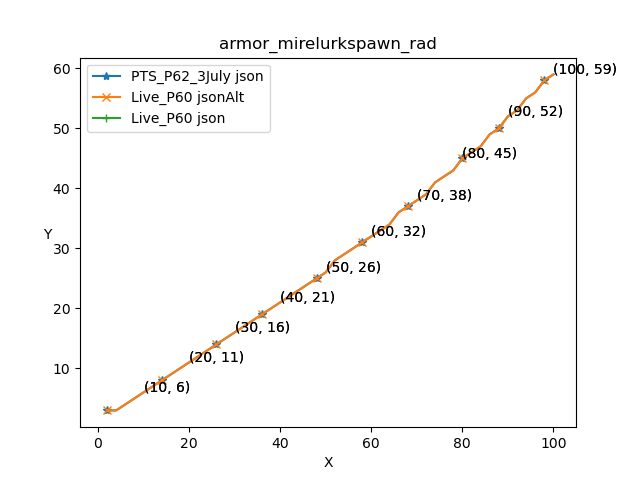 armor_mirelurkspawn_rad
PTS_P62_3July json
Live_P60 jsonAlt
Live_P60 json
60
50
40
30
20
10
Y
(100, 59)
(90, 52)
(80, 45)
(70, 38)
(60, 32)
(50, 26)
(40, 21)
(30, 16)
(20, 11)
(10, 6)
0 20 40 60 80 100
X